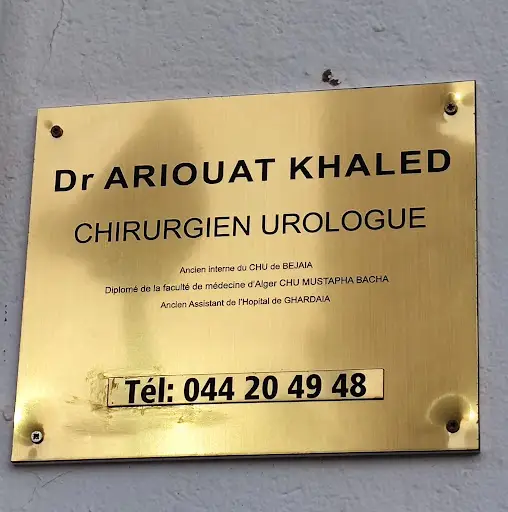 Dr ARIOUAT KHALED
CHIRURGIEN UROLOGUE
Ancien interne du CHU de BEJAIA
Diplomé de la faculté de médecine d'Alger CHU MUSTAPHA BACHA
Ancien Assistant de l'Hopital de GHARDAIA
Tél: 044 20 49 48